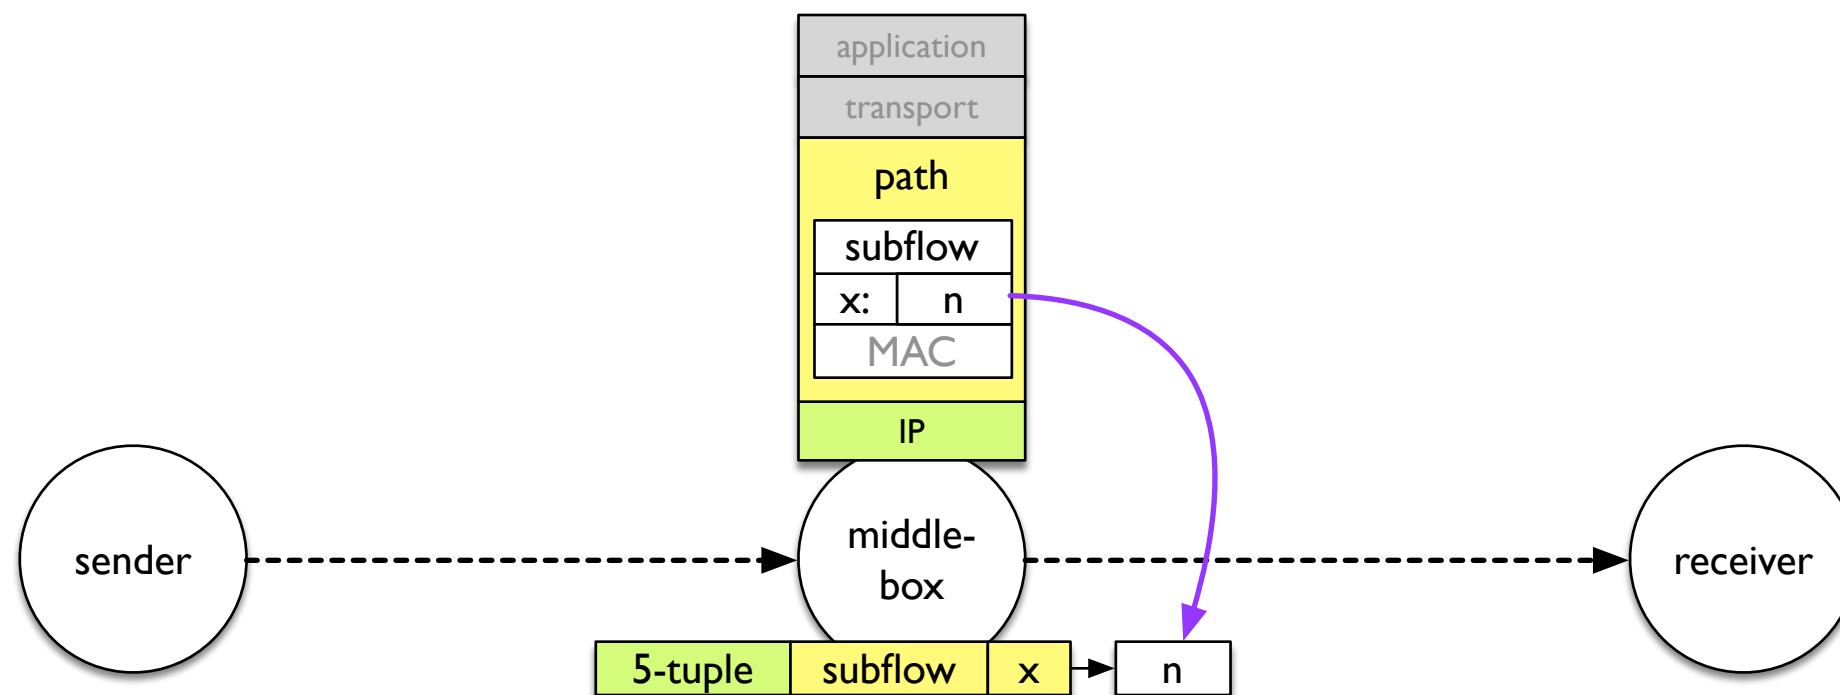 application
transport
path
subflow
x: n
MAC
IP
sender
middle-
box
receiver
5-tuple subflow x n